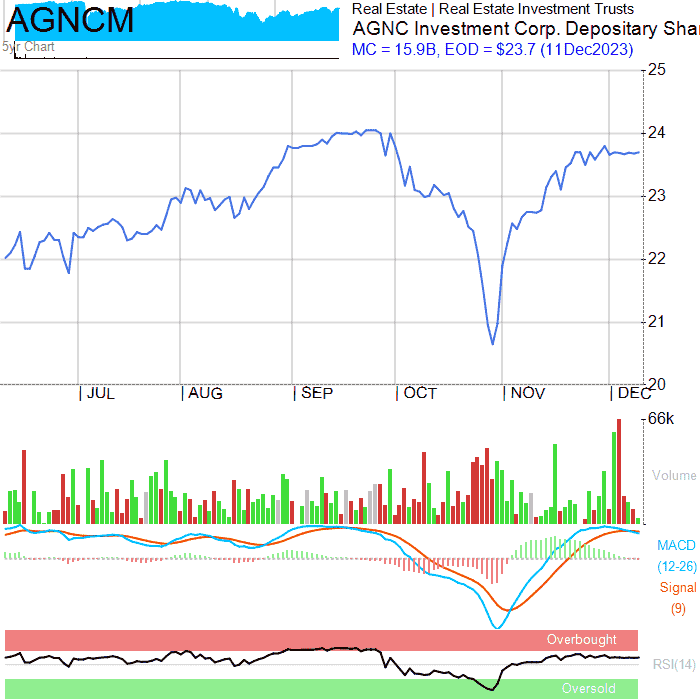 AGNCM
5yr Chart
Real Estate | Real Estate Investment Trusts
AGNC Investment Corp. Depositary Shar
MC = 15.9B, EOD = $23.7 (11Dec2023)
25
24
23
22
21
20
JUL
AUG
SEP
OCT
NOV
DEC
66k
Volume
MACD
(12-26)
Signal
(9)
Overbought
RSI(14)
Oversold